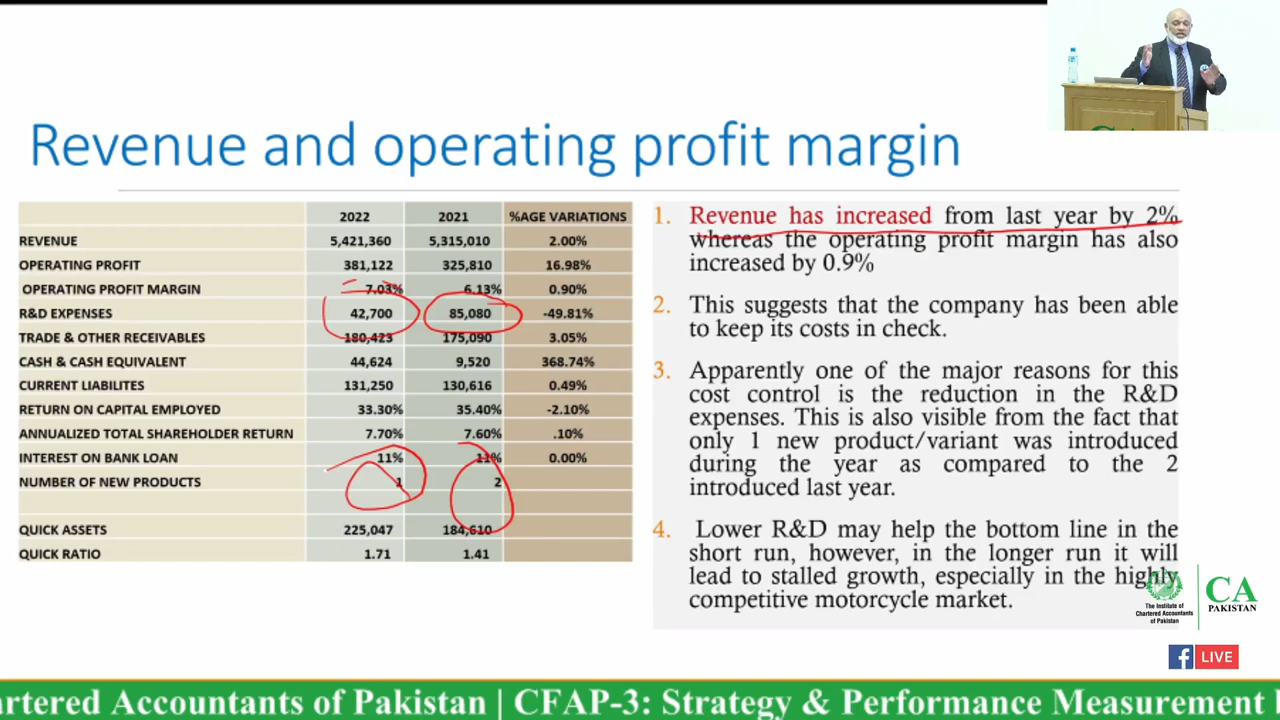 Revenue and operating profit margin
2022 2021 %AGE VARIATIONS
REVENUE 5,421,360 5,315,010 2.00%
OPERATING PROFIT 381,122 325,810 16.98%
OPERATING PROFIT MARGIN 7.03% 6.13% 0.90%
R&D EXPENSES 42,700 85,080 -49.81%
TRADE & OTHER RECEIVABLES 180,423 175,090 3.05%
CASH & CASH EQUIVALENT 44,624 9,520 368.74%
CURRENT LIABILITES 131,250 130,616 0.49%
RETURN ON CAPITAL EMPLOYED 33.30% 35.40% -2.10%
ANNUALIZED TOTAL SHAREHOLDER RETURN 7.70% 7.60% .10%
INTEREST ON BANK LOAN 11% 11% 0.00%
NUMBER OF NEW PRODUCTS 1 2
QUICK ASSETS 225,047 184,610
QUICK RATIO 1.71 1.41
1. Revenue has increased from last year by 2%
whereas the operating profit margin has also
increased by 0.9%
2. This suggests that the company has been able
to keep its costs in check.
3. Apparently one of the major reasons for this
cost control is the reduction in the R&D
expenses. This is also visible from the fact that
only 1 new product/variant was introduced
during the year as compared to the 2
introduced last year.
4. Lower R&D may help the bottom line in the
short run, however, in the longer run it will
lead to stalled growth, especially in the highly
competitive motorcycle market.
The Institute of
Chartered Accountants
of Pakistan
CA
PAKISTAN
f LIVE
artered Accountants of Pakistan | CFAP-3: Strategy & Performance Measurement